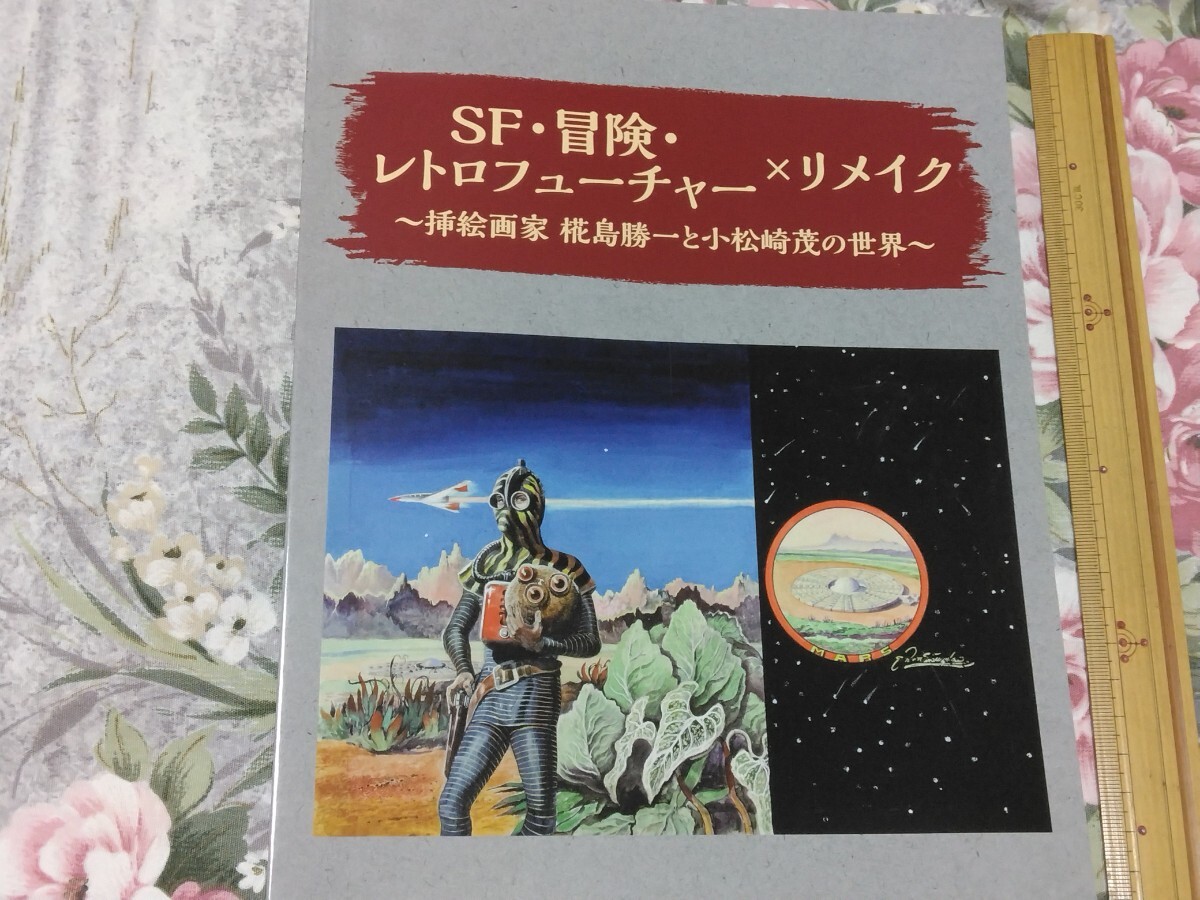 SF・冒険・
レトロフューチャー×リメイク
〜挿絵画家 椛島勝一と小松崎茂の世界〜
MARS